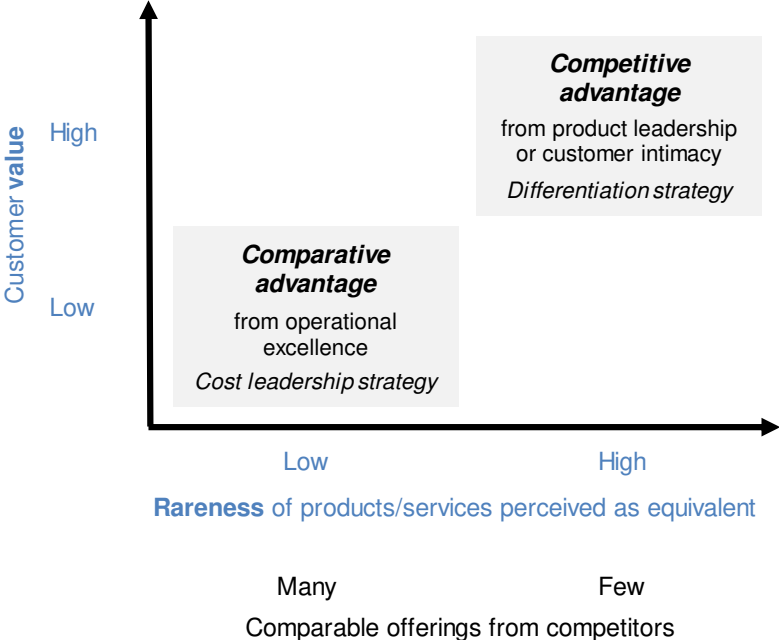 Competitive
advantage
from product leadership
or customer intimacy
Differentiation strategy
Customer value
High
Low
Comparative
advantage
from operational
excellence
Cost leadership strategy
Low High
Rareness of products/services perceived as equivalent
Many Few
Comparable offerings from competitors